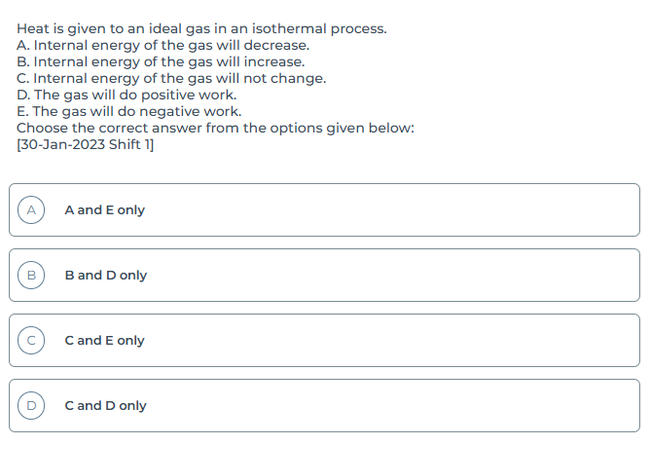 Heat is given to an ideal gas in an isothermal process.
A. Internal energy of the gas will decrease.
B. Internal energy of the gas will increase.
C. Internal energy of the gas will not change.
D. The gas will do positive work.
E. The gas will do negative work.
Choose the correct answer from the options given below:
[30-Jan-2023 Shift 1]
A A and E only
B B and D only
C C and E only
D C and D only